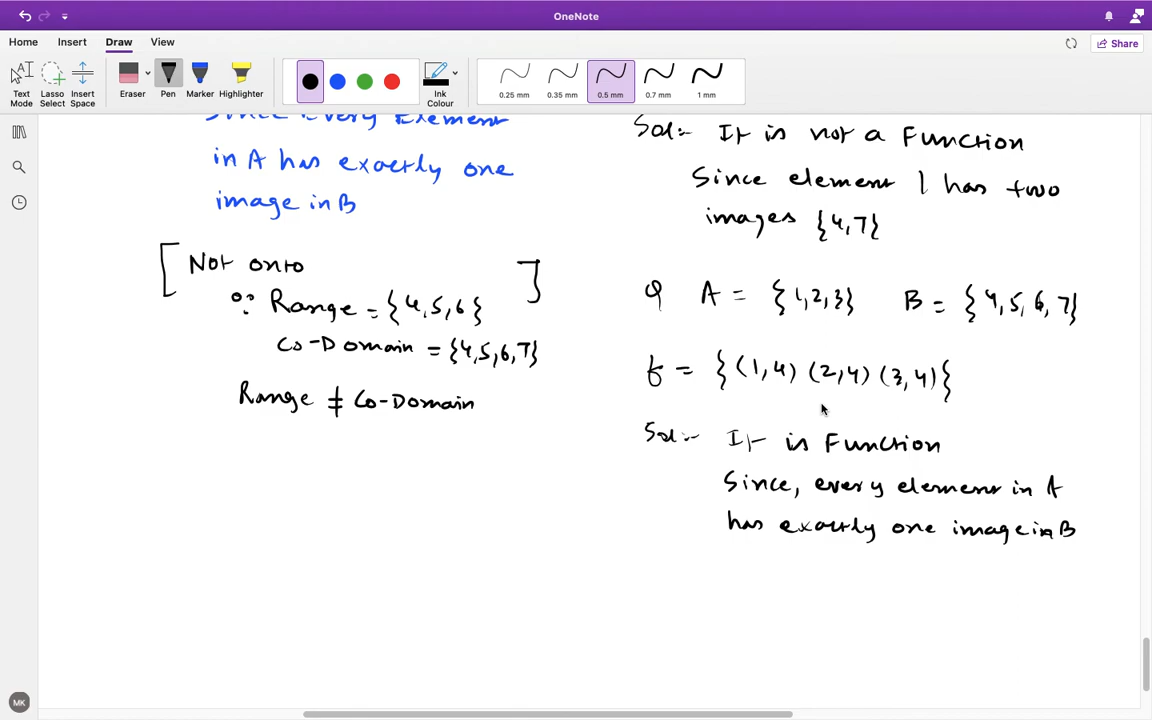 OneNote
Home Insert Draw View
Share
Text Mode
Lasso Select
Insert Space
Eraser
Pen
Marker
Highlighter
Ink Colour
0.25 mm
0.35 mm
0.5 mm
0.7 mm
1 mm
Since Every Element
in A has exactly one
image in B
[Not onto ]
∵ Range = {4,5,6}
Co-Domain = {4,5,6,7}
Range ≠ Co-Domain
Sol:- It is not a Function
Since element 1 has two
images {4,7}
Q A = {1,2,3} B = {4,5,6,7}
f = {(1,4) (2,4) (3,4)}
Sol:- It is Function
Since, every element in A
has exactly one image in B
MK